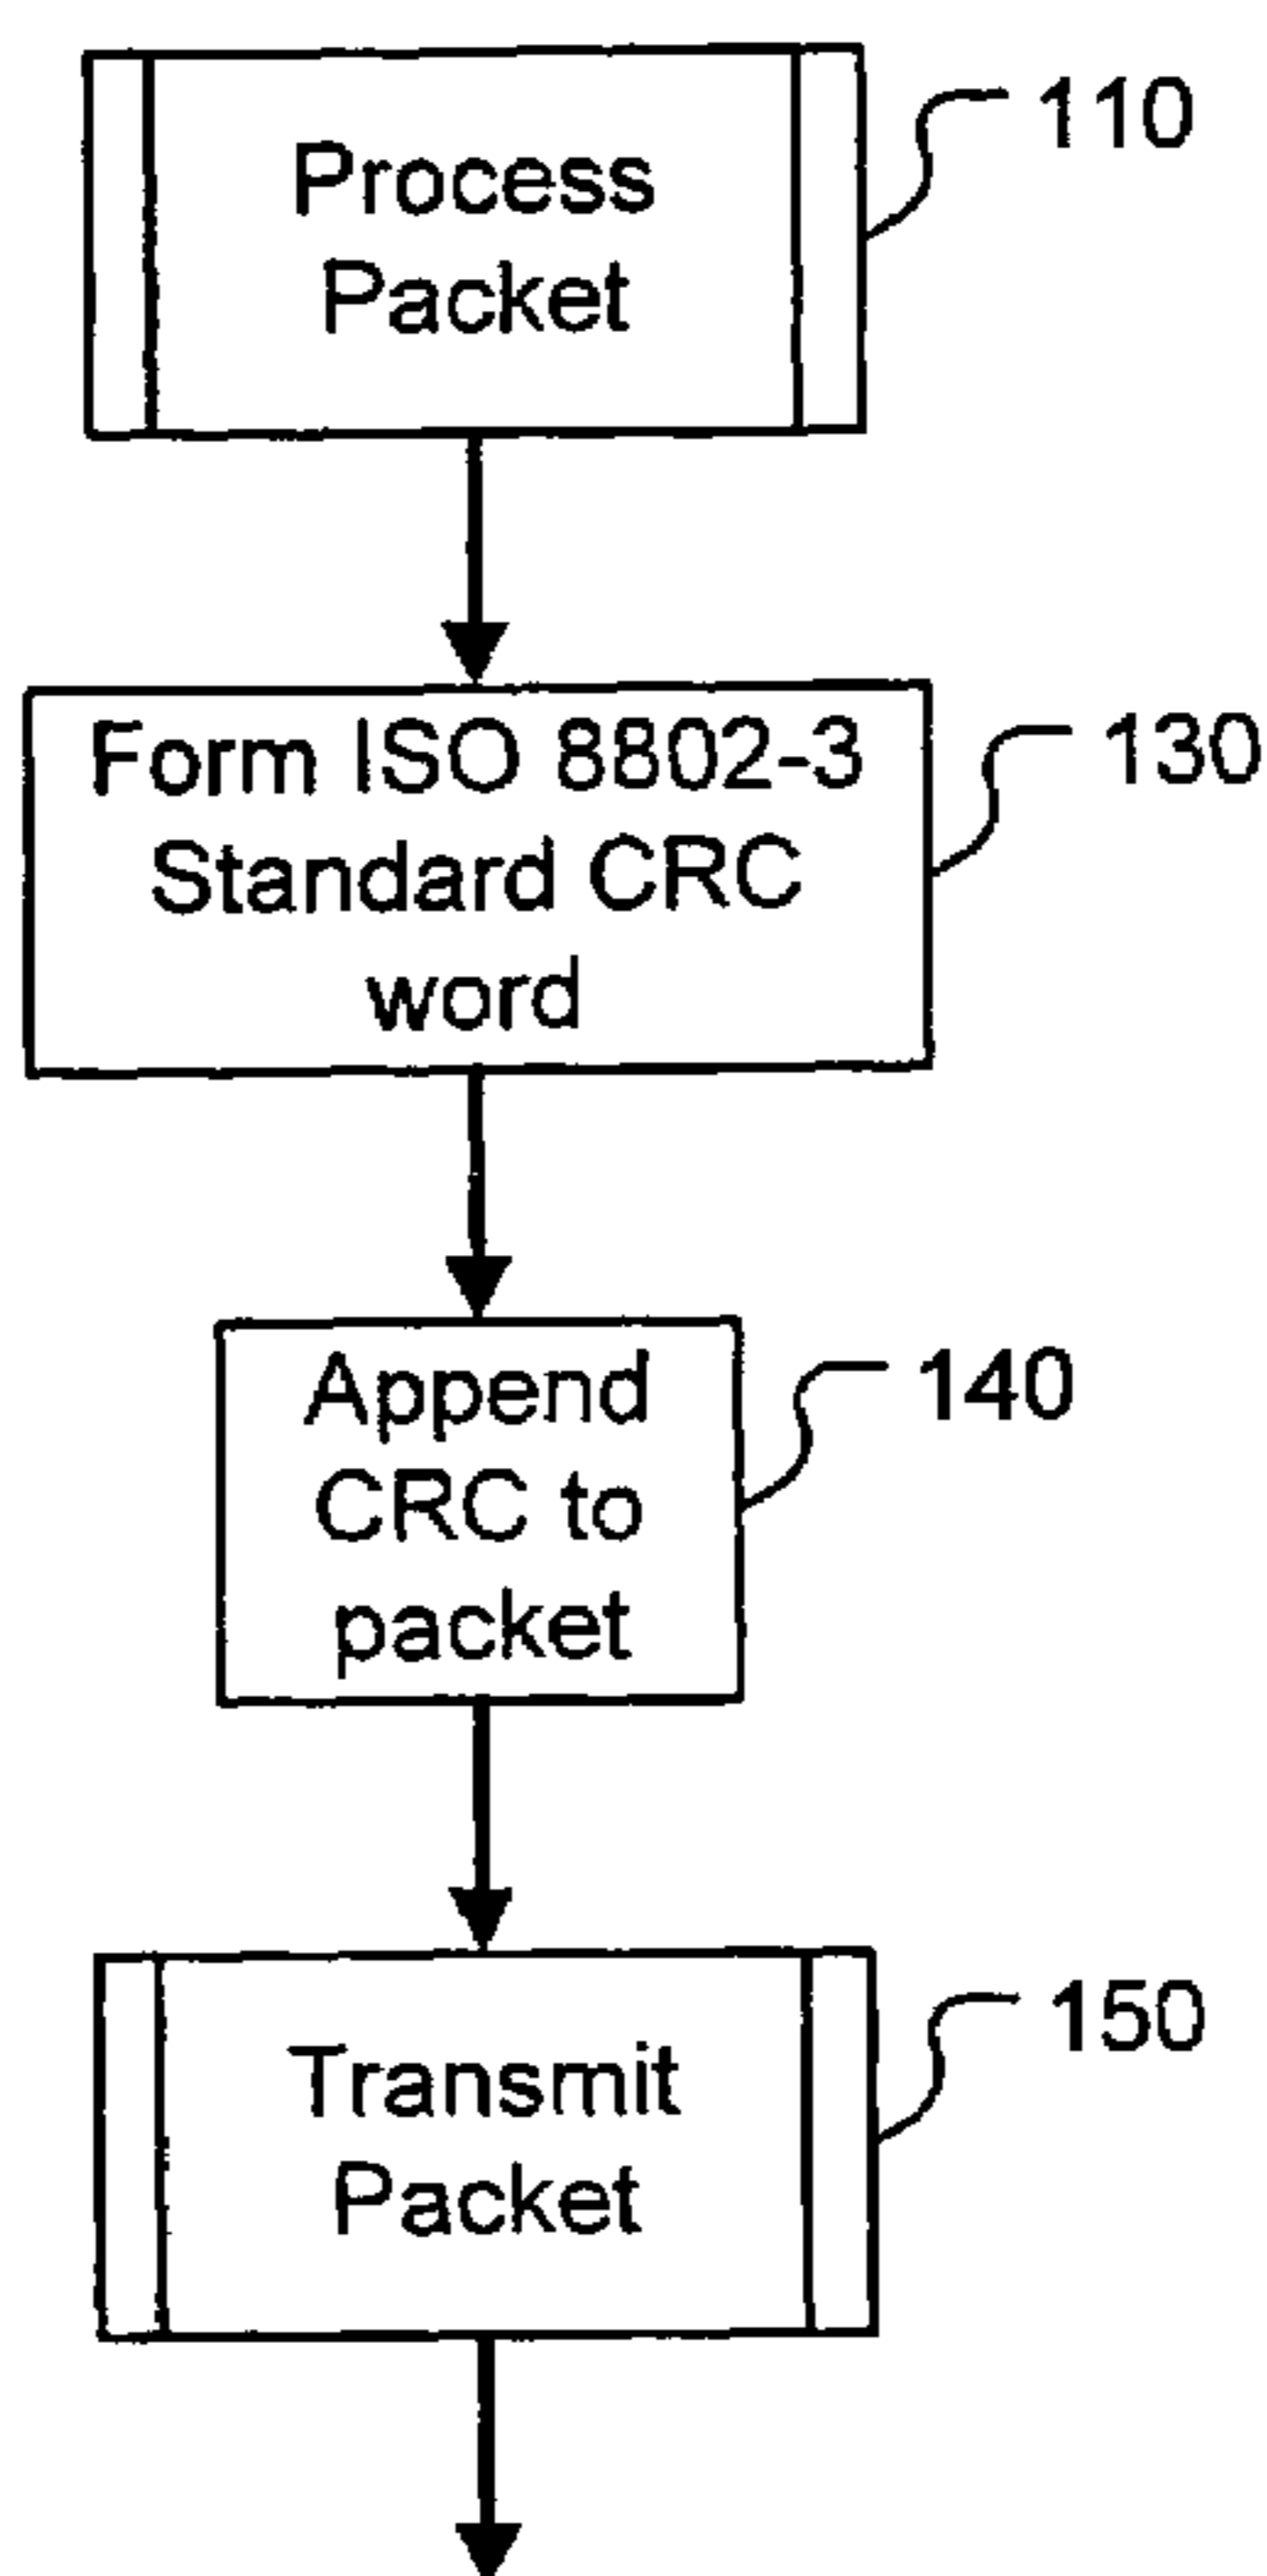 Process
Packet
110
Form ISO 8802-3
Standard CRC
word
130
Append
CRC to
packet
140
Transmit
Packet
150